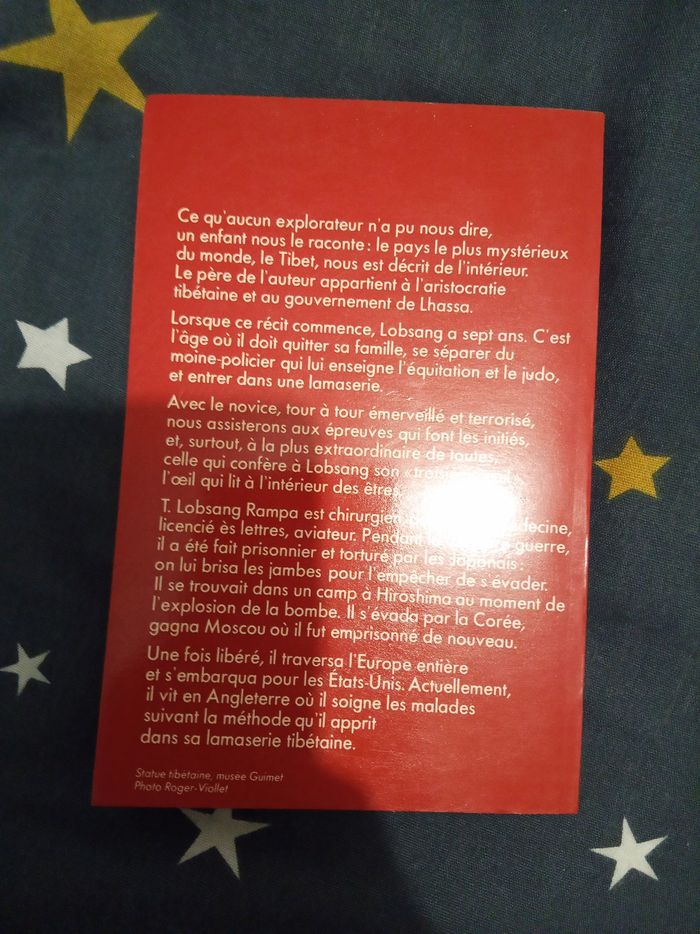 Ce qu'aucun explorateur n'a pu nous dire,
un enfant nous le raconte : le pays le plus mystérieux
du monde, le Tibet, nous est décrit de l'intérieur.
Le père de l'auteur appartient à l'aristocratie
tibétaine et au gouvernement de Lhassa.
Lorsque ce récit commence, Lobsang a sept ans. C'est
l'âge où il doit quitter sa famille, se séparer du
moine-policier qui lui enseigne l'équitation et le judo,
et entrer dans une lamaserie.
Avec le novice, tour à tour émerveillé et terrorisé,
nous assisterons aux épreuves qui font les initiés,
et, surtout, à la plus extraordinaire de toutes,
celle qui confère à Lobsang son
l'œil qui lit à l'intérieur des êtres.
T. Lobsang Rampa est chirurgien,
licencié ès lettres, aviateur. guerre,
il a été fait prisonnier et torturé par les Japonais :
on lui brisa les jambes pour l'empêcher de s'évader.
Il se trouvait dans un camp à Hiroshima au moment de
l'explosion de la bombe. Il s'évada par la Corée,
gagna Moscou où il fut emprisonné de nouveau.
Une fois libéré, il traversa l'Europe entière
et s'embarqua pour les États-Unis. Actuellement,
il vit en Angleterre où il soigne les malades
suivant la méthode qu'il apprit
dans sa lamaserie tibétaine.
Statue tibétaine, musée Guimet
Photo Roger-Viollet